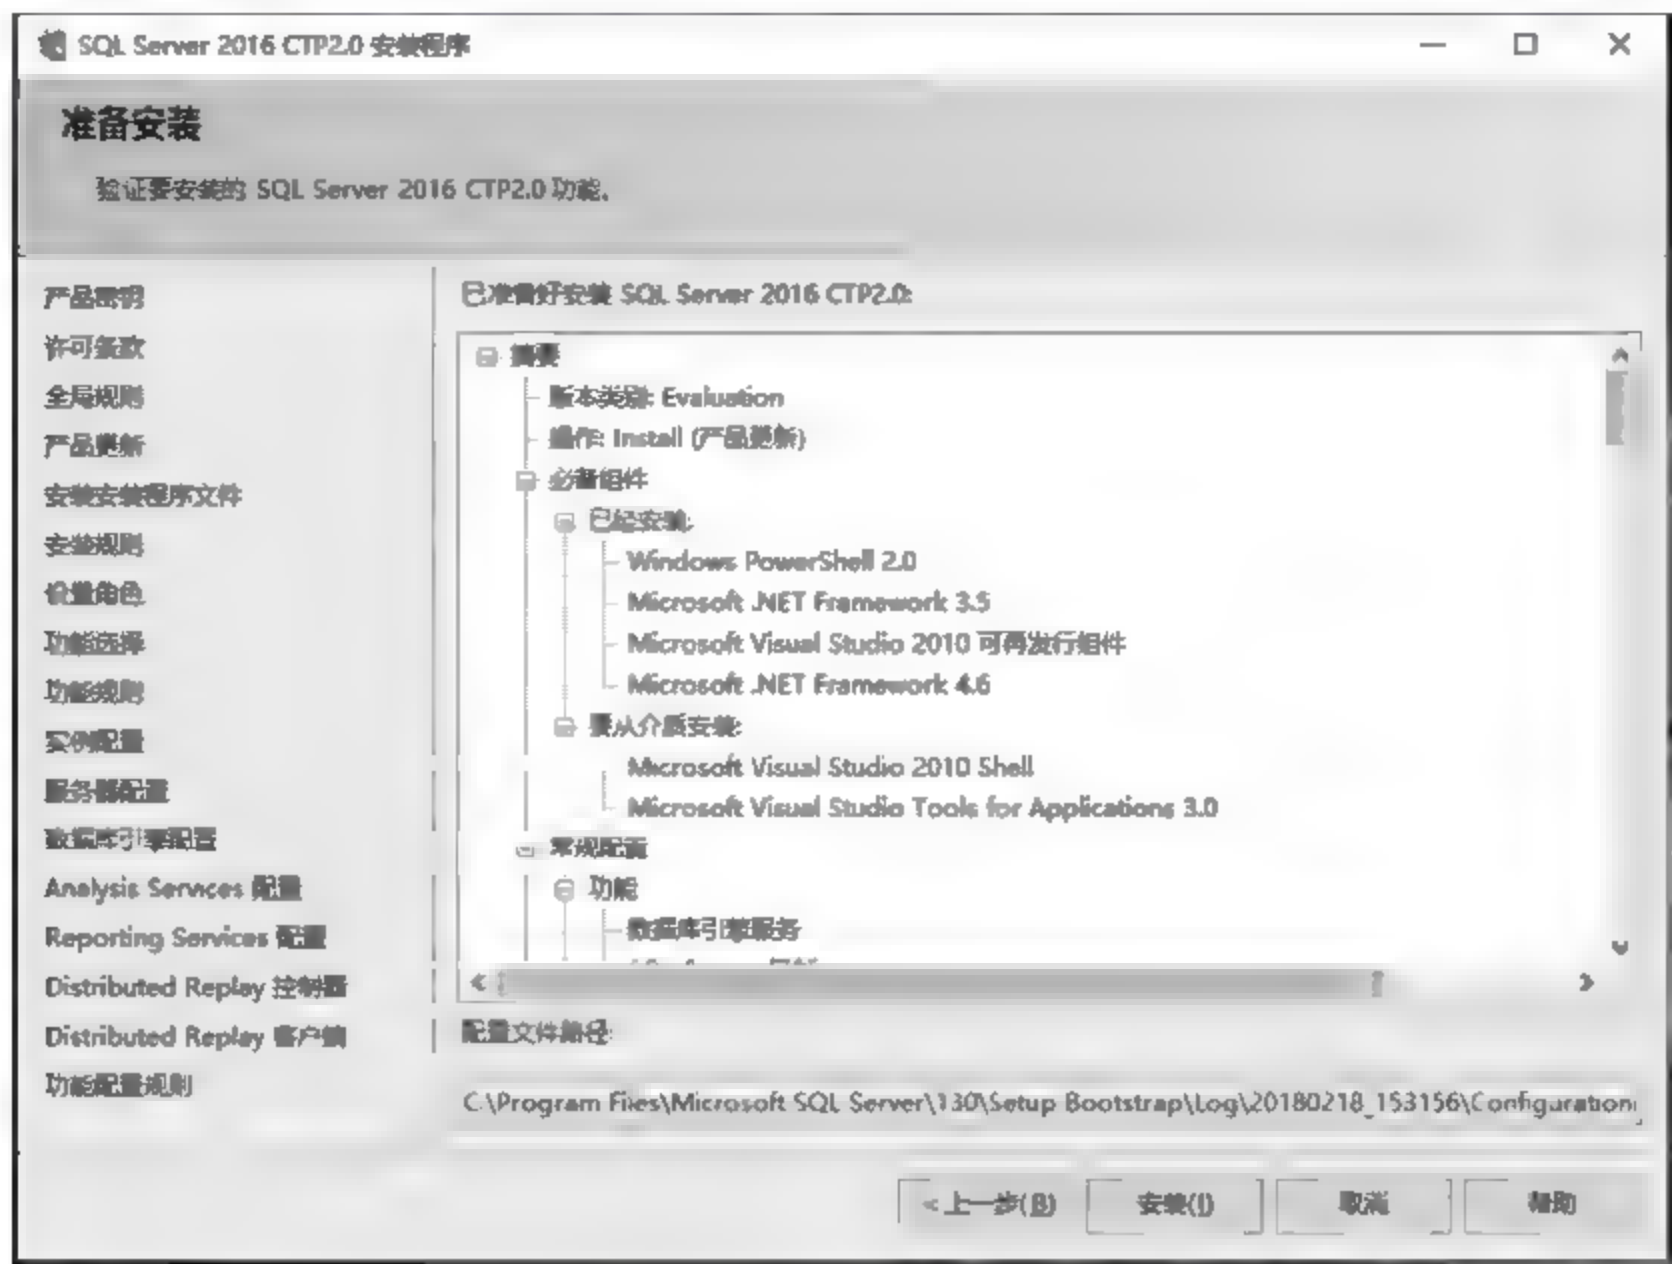 SQL Server 2016 CTP2.0 安装程序
准备安装
验证要安装的 SQL Server 2016 CTP2.0 功能。
产品密钥
许可条款
全局规则
产品更新
安装安装程序文件
安装规则
设置角色
功能选择
功能规则
实例配置
服务器配置
数据库引擎配置
Analysis Services 配置
Reporting Services 配置
Distributed Replay 控制器
Distributed Replay 客户端
功能配置规则
已准备好安装 SQL Server 2016 CTP2.0:
摘要
版本类别: Evaluation
操作: Install (产品更新)
必备组件
已经安装:
Windows PowerShell 2.0
Microsoft .NET Framework 3.5
Microsoft Visual Studio 2010 可再发行组件
Microsoft .NET Framework 4.6
要从介质安装:
Microsoft Visual Studio 2010 Shell
Microsoft Visual Studio Tools for Applications 3.0
常规配置
功能
数据库引擎服务
配置文件路径:
C:\Program Files\Microsoft SQL Server\130\Setup Bootstrap\Log\20180218_153156\Configuration
< 上一步(B)
安装(I)
取消
帮助